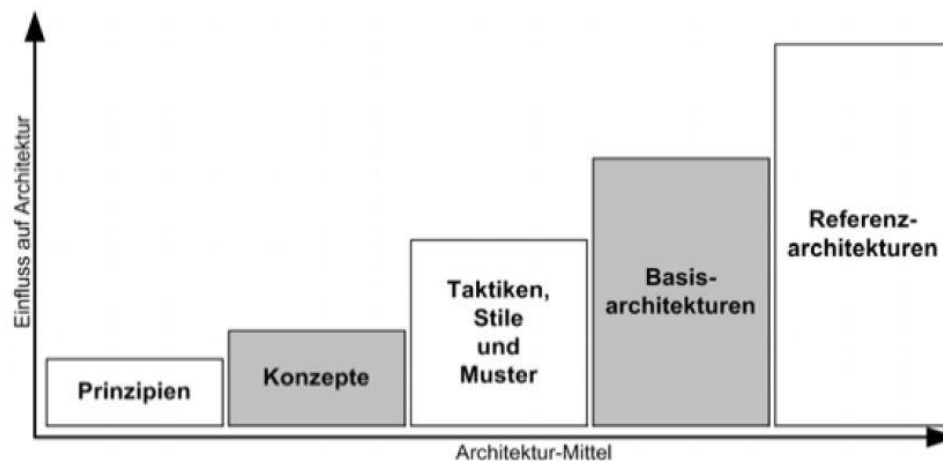 Einfluss auf Architektur
Prinzipien
Konzepte
Taktiken,
Stile
und
Muster
Basis-
architekturen
Referenz-
architekturen
Architektur-Mittel